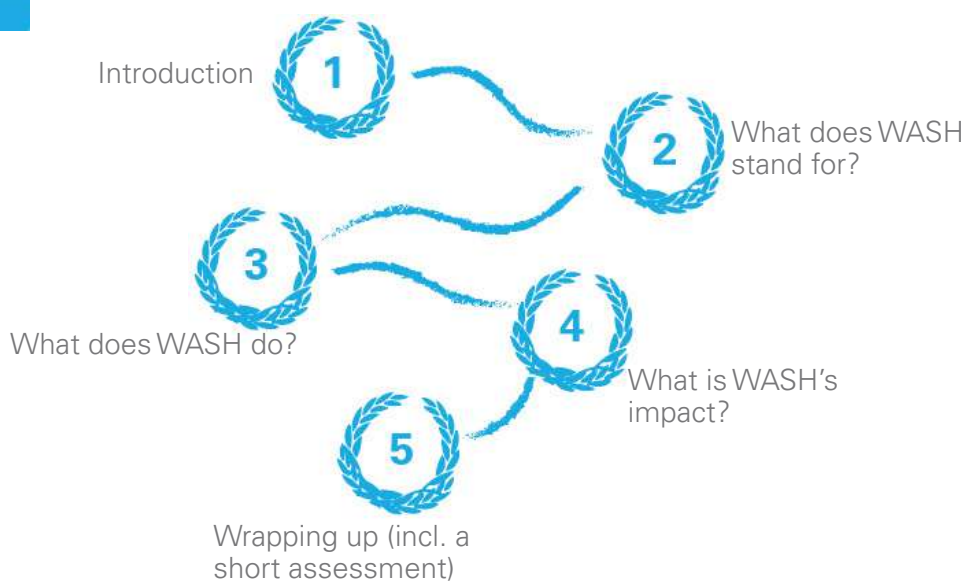 Introduction
1
2
What does WASH
stand for?
3
What does WASH do?
4
What is WASH's
impact?
5
Wrapping up (incl. a
short assessment)